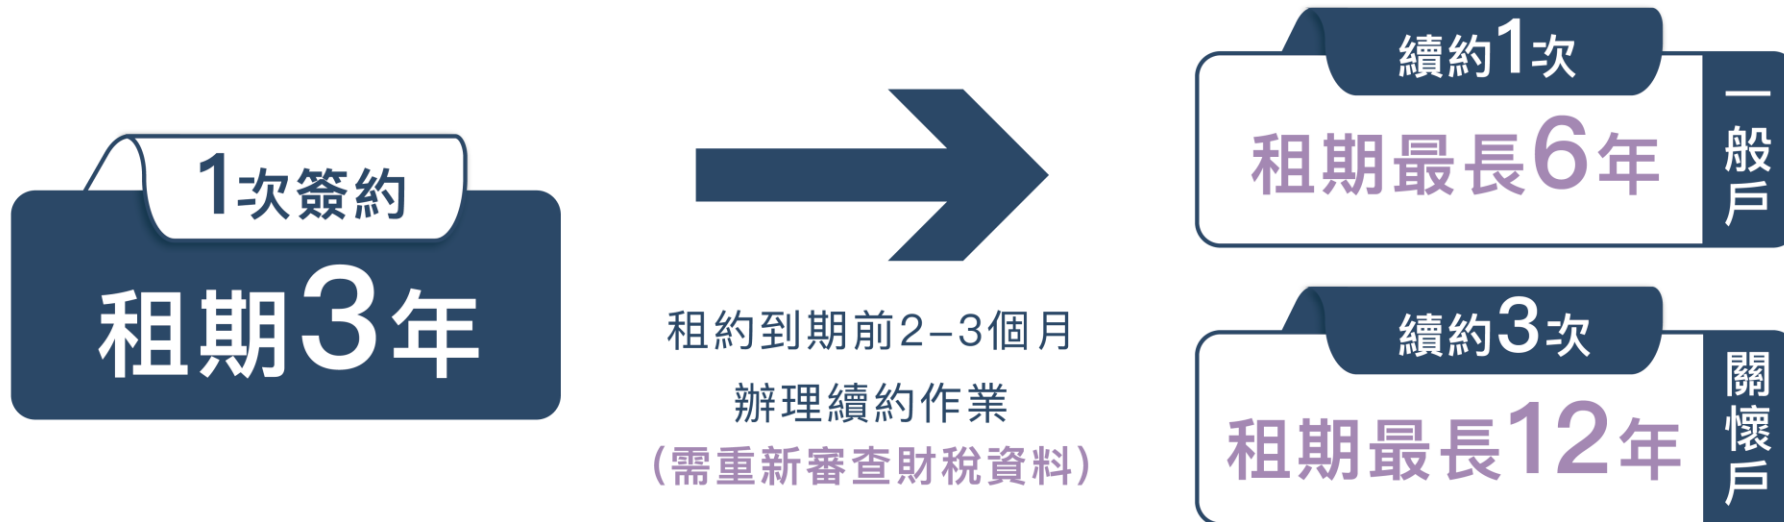 1次簽約
租期3年
租約到期前2-3個月
辦理續約作業
(需重新審查財稅資料)
續約1次
租期最長6年
一般戶
續約3次
租期最長12年
關懷戶